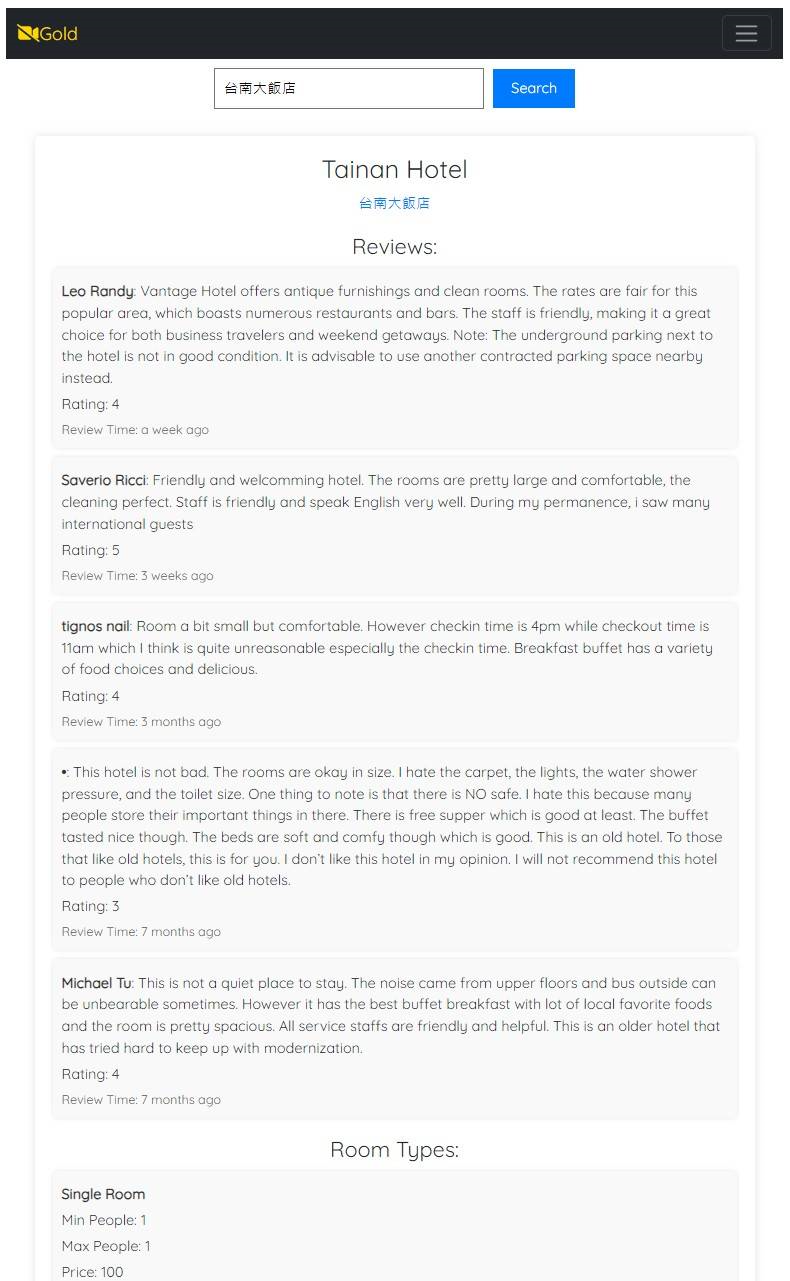 Gold
台南大飯店
Search
Tainan Hotel
台南大飯店
Reviews:
Leo Randy: Vantage Hotel offers antique furnishings and clean rooms. The rates are fair for this
popular area, which boasts numerous restaurants and bars. The staff is friendly, making it a great
choice for both business travelers and weekend getaways. Note: The underground parking next to
the hotel is not in good condition. It is advisable to use another contracted parking space nearby
instead.
Rating: 4
Review Time: a week ago
Saverio Ricci: Friendly and welcomming hotel. The rooms are pretty large and comfortable, the
cleaning perfect. Staff is friendly and speak English very well. During my permanence, i saw many
international guests
Rating: 5
Review Time: 3 weeks ago
tignos nail: Room a bit small but comfortable. However checkin time is 4pm while checkout time is
11am which I think is quite unreasonable especially the checkin time. Breakfast buffet has a variety
of food choices and delicious.
Rating: 4
Review Time: 3 months ago
•: This hotel is not bad. The rooms are okay in size. I hate the carpet, the lights, the water shower
pressure, and the toilet size. One thing to note is that there is NO safe. I hate this because many
people store their important things in there. There is free supper which is good at least. The buffet
tasted nice though. The beds are soft and comfy though which is good. This is an old hotel. To those
that like old hotels, this is for you. I don't like this hotel in my opinion. I will not recommend this hotel
to people who don't like old hotels.
Rating: 3
Review Time: 7 months ago
Michael Tu: This is not a quiet place to stay. The noise came from upper floors and bus outside can
be unbearable sometimes. However it has the best buffet breakfast with lot of local favorite foods
and the room is pretty spacious. All service staffs are friendly and helpful. This is an older hotel that
has tried hard to keep up with modernization.
Rating: 4
Review Time: 7 months ago
Room Types:
Single Room
Min People: 1
Max People: 1
Price: 100